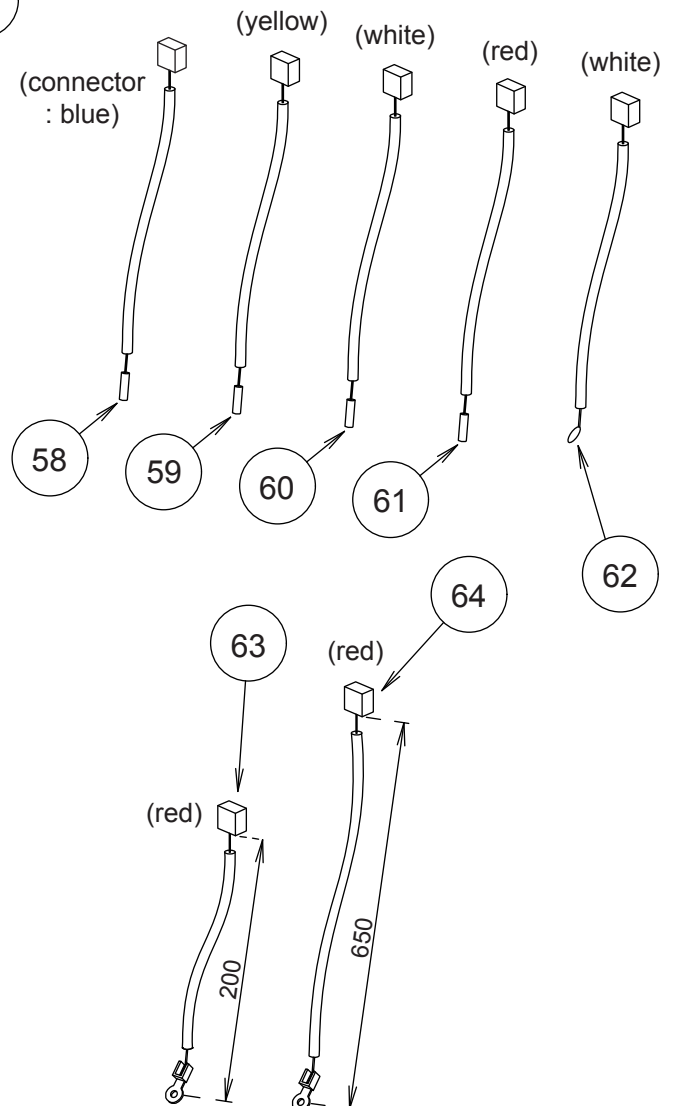 (yellow)
(white)
(red)
(white)
(connector
: blue)
58
59
60
61
62
63
64
(red)
(red)
200
650